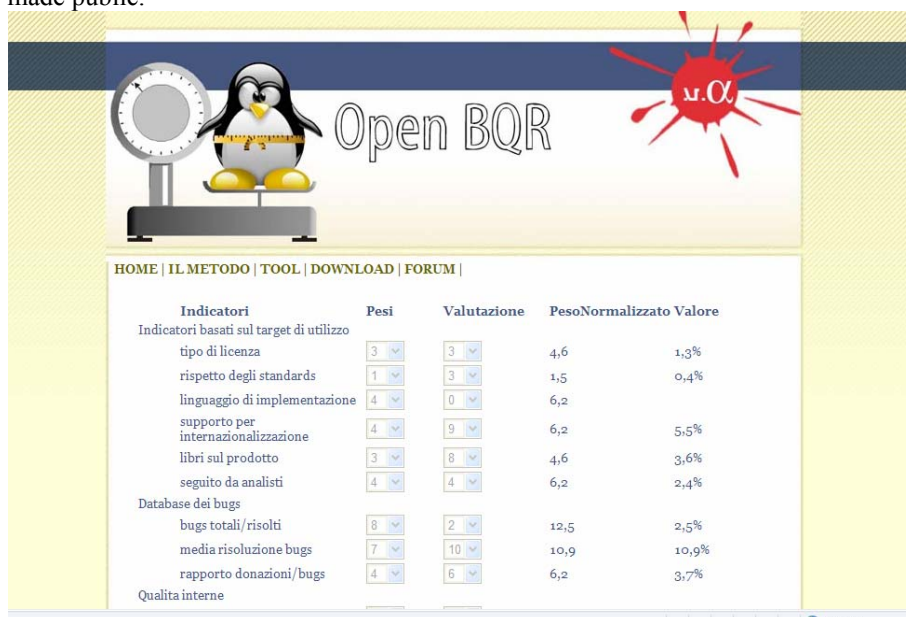 made public.
Open BQR
HOME | IL METODO | TOOL | DOWNLOAD | FORUM |
Indicatori Pesi Valutazione PesoNormalizzato Valore
Indicatori basati sul target di utilizzo
tipo di licenza 3 3 4,6 1,3%
rispetto degli standards 1 3 1,5 0,4%
linguaggio di implementazione 4 0 6,2
supporto per
internazionalizzazione 4 9 6,2 5,5%
libri sul prodotto 3 8 4,6 3,6%
seguito da analisti 4 4 6,2 2,4%
Database dei bugs
bugs totali/risolti 8 2 12,5 2,5%
media risoluzione bugs 7 10 10,9 10,9%
rapporto donazioni/bugs 4 6 6,2 3,7%
Qualita interne